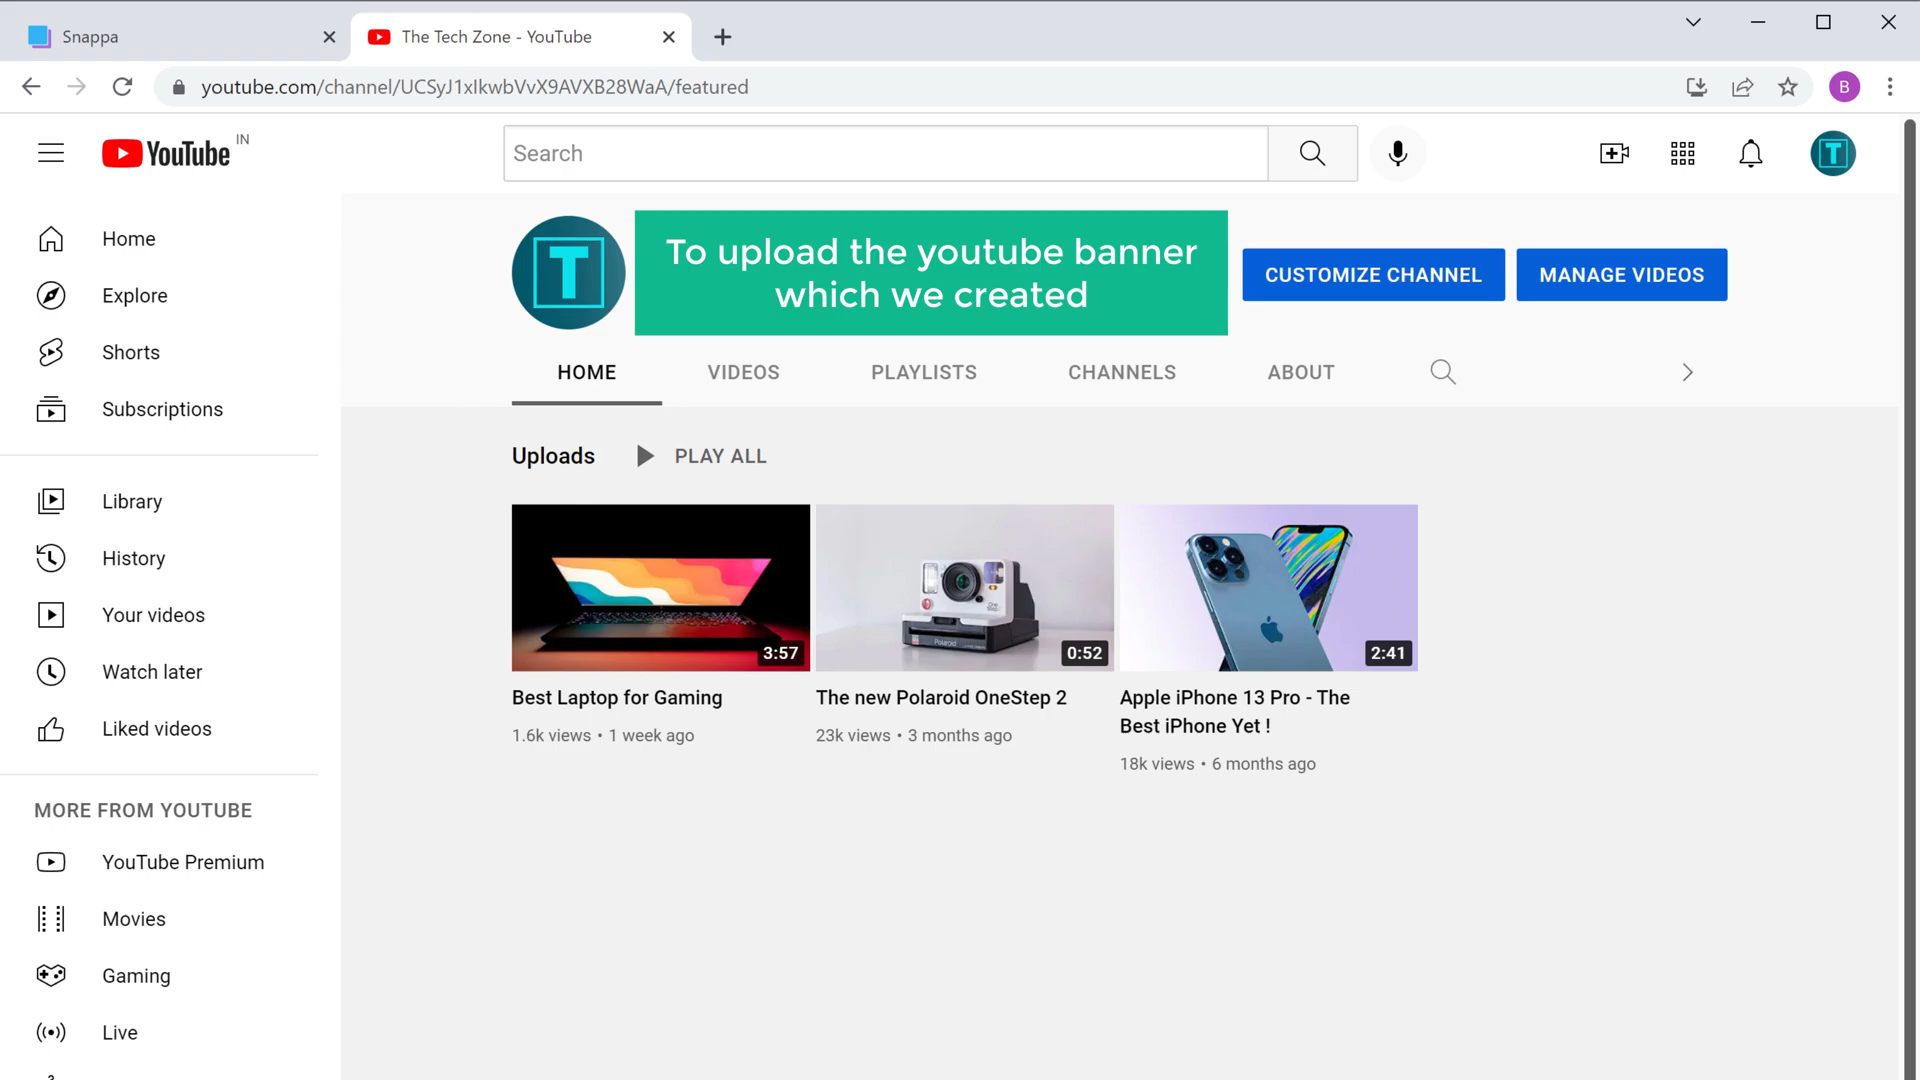 Snappa
The Tech Zone - YouTube
youtube.com/channel/UCSyJ1xIkwbVvX9AVXB28WaA/featured
B
YouTube IN
Search
T
Home
Explore
Shorts
Subscriptions
Library
History
Your videos
Watch later
Liked videos
MORE FROM YOUTUBE
YouTube Premium
Movies
Gaming
Live
T
To upload the youtube banner
which we created
CUSTOMIZE CHANNEL
MANAGE VIDEOS
HOME
VIDEOS
PLAYLISTS
CHANNELS
ABOUT
Uploads
PLAY ALL
3:57
Best Laptop for Gaming
1.6k views • 1 week ago
Polaroid
0:52
The new Polaroid OneStep 2
23k views • 3 months ago
2:41
Apple iPhone 13 Pro - The
Best iPhone Yet !
18k views • 6 months ago